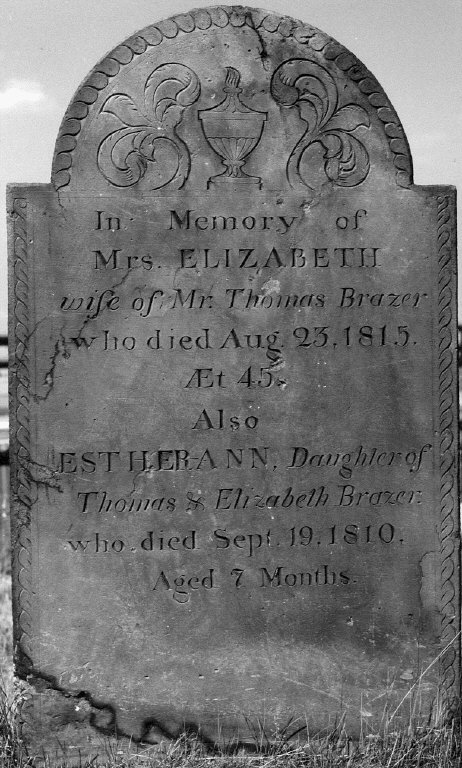 In Memory of
Mrs. ELIZABETH
wife of Mr. Thomas Brazer
who died Aug. 23, 1815.
Æt 45.
Also
ESTHER ANN, Daughter of
Thomas & Elizabeth Brazer
who died Sept. 19, 1810,
Aged 7 Months.